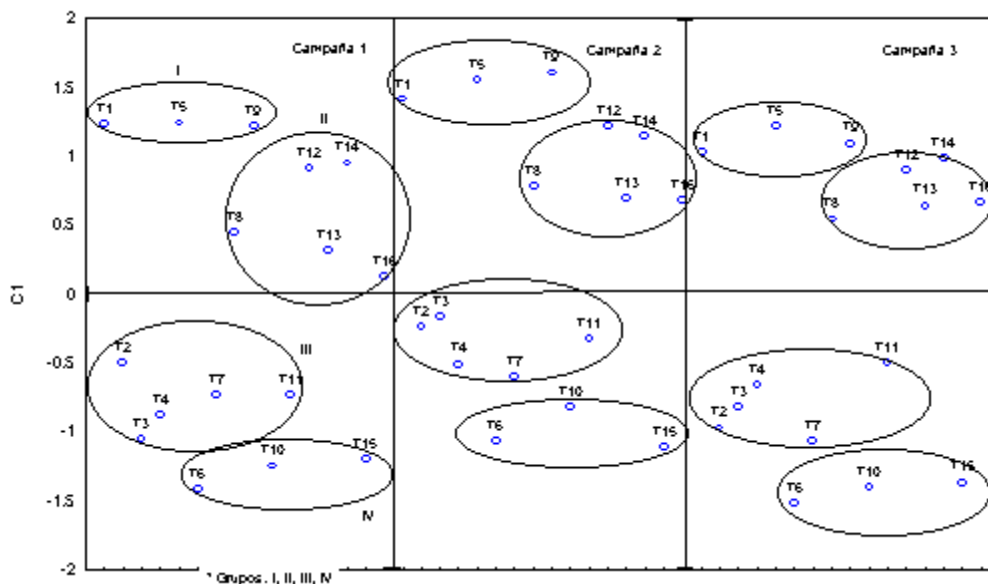 2
Campaña 1
Campaña 2
Campaña 3
1.5
I
T1
T5
T9
T1
T5
T9
T1
T5
T9
II
T12
T14
T8
T13
T16
T12
T14
T8
T13
T16
T12
T14
T8
T13
T16
1
0.5
0
C1
-0.5
-1
-1.5
-2
III
T2
T7
T11
T4
T3
T2
T3
T4
T7
T11
T2
T3
T4
T7
T11
T6
T10
T15
IV
T6
T10
T15
T6
T10
T15
* Grupos . I, II, III, IV